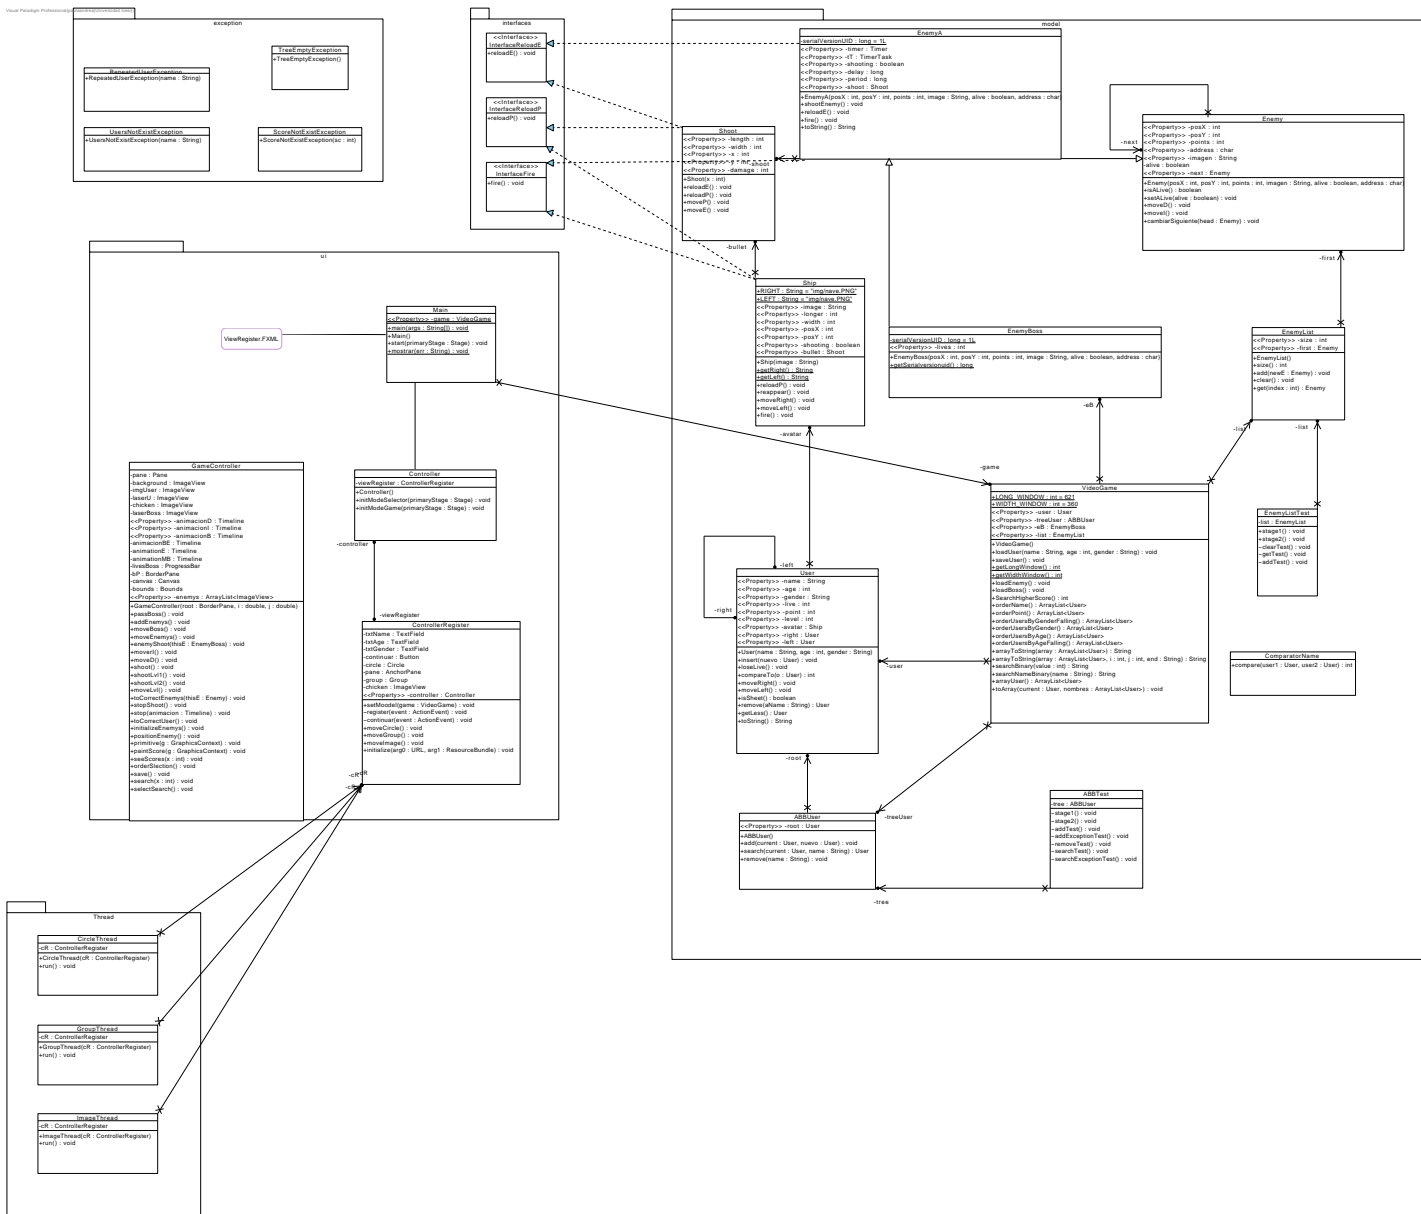 exception
TreeEmptyException
+TreeEmptyException()
RepeatedUserException
+RepeatedUserException(name : String)
UsersNotExistException
+UsersNotExistException(name : String)
ScoreNotExistException
+ScoreNotExistException(sc : int)
interfaces
<<Interface>>
InterfaceReloadE
+reloadE() : void
<<Interface>>
InterfaceReloadP
+reloadP() : void
<<Interface>>
InterfaceFire
+fire() : void
model
EnemyA
-serialVersionUID : long = 1L
<<Property>> -timer : Timer
<<Property>> -tT : TimerTask
<<Property>> -shooting : boolean
<<Property>> -delay : long
<<Property>> -period : long
<<Property>> -shoot : Shoot
+EnemyA(posX : int, posY : int, points : int, image : String, alive : boolean, address : char)
+shootEnemy() : void
+reloadE() : void
+fire() : void
+toString() : String
Enemy
<<Property>> -posX : int
<<Property>> -posY : int
<<Property>> -points : int
<<Property>> -address : char
<<Property>> -imagen : String
-alive : boolean
<<Property>> -next : Enemy
+Enemy(posX : int, posY : int, points : int, imagen : String, alive : boolean, address : char)
+isALive() : boolean
+setALive(alive : boolean) : void
+moveD() : void
+moveI() : void
+cambiarSiguiente(head : Enemy) : void
-next
Shoot
<<Property>> -length : int
<<Property>> -width : int
<<Property>> -x : int
<<Property>> -y : int
<<Property>> -damage : int
+Shoot(x : int)
+reloadE() : void
+reloadP() : void
+moveP() : void
+moveE() : void
-shoot
-bullet
-first
Ship
+RIGHT : String = "img/nave.PNG"
+LEFT : String = "img/nave.PNG"
<<Property>> -image : String
<<Property>> -longer : int
<<Property>> -width : int
<<Property>> -posX : int
<<Property>> -posY : int
<<Property>> -shooting : boolean
<<Property>> -bullet : Shoot
+Ship(image : String)
+getRight() : String
+getLeft() : String
+reloadP() : void
+reappear() : void
+moveRight() : void
+moveLeft() : void
+fire() : void
EnemyBoss
-serialVersionUID : long = 1L
<<Property>> -lives : int
+EnemyBoss(posX : int, posY : int, points : int, image : String, alive : boolean, address : char)
+getSerialversionuid() : long
EnemyList
<<Property>> -size : int
<<Property>> -first : Enemy
+EnemyList()
+size() : int
+add(newE : Enemy) : void
+clear() : void
+get(index : int) : Enemy
-eB
-list
-list
-avatar
-game
ui
Main
<<Property>> -game : VideoGame
+main(args : String[]) : void
+Main()
+start(primaryStage : Stage) : void
+mostrar(err : String) : void
ViewRegister.FXML
GameController
-pane : Pane
-background : ImageView
-imgUser : ImageView
-laserU : ImageView
-chicken : ImageView
-laserBoss : ImageView
<<Property>> -animacionD : Timeline
<<Property>> -animacionI : Timeline
<<Property>> -animacionB : Timeline
-animacionBE : Timeline
-animationE : Timeline
-animationMB : Timeline
-livesBoss : ProgressBar
-bP : BorderPane
-canvas : Canvas
-bounds : Bounds
<<Property>> -enemys : ArrayList<ImageView>
+GameController(root : BorderPane, i : double, j : double)
+passBoss() : void
+addEnemys() : void
+moveBoss() : void
+moveEnemys() : void
+enemyShoot(thisE : EnemyBoss) : void
+moverI() : void
+moveD() : void
+shoot() : void
+shootLvl1() : void
+shootLvl2() : void
+moveLvl() : void
+toCorrectEnemys(thisE : Enemy) : void
+stopShoot() : void
+stop(animacion : Timeline) : void
+toCorrectUser() : void
+initializeEnemys() : void
+positionEnemy() : void
+primitive(g : GraphicsContext) : void
+paintScore(g : GraphicsContext) : void
+seeScores(x : int) : void
+orderSlection() : void
+save() : void
+search(x : int) : void
+selectSearch() : void
Controller
-viewRegister : ControllerRegister
+Controller()
+initModeSelector(primaryStage : Stage) : void
+initModeGame(primaryStage : Stage) : void
-controller
-viewRegister
ControllerRegister
-txtName : TextField
-txtAge : TextField
-txtGender : TextField
-continuar : Button
-circle : Circle
-pane : AnchorPane
-group : Group
-chicken : ImageView
<<Property>> -controller : Controller
+setMoodel(game : VideoGame) : void
~register(event : ActionEvent) : void
~continuar(event : ActionEvent) : void
+moveCircle() : void
+moveGroup() : void
+moveImage() : void
+initialize(arg0 : URL, arg1 : ResourceBundle) : void
-cR
-cR
-cR
VideoGame
+LONG_WINDOW : int = 621
+WIDTH_WINDOW : int = 360
<<Property>> -user : User
<<Property>> -treeUser : ABBUser
<<Property>> -eB : EnemyBoss
<<Property>> -list : EnemyList
+VideoGame()
+loadUser(name : String, age : int, gender : String) : void
+saveUser() : void
+getLongWindow() : int
+getWidthWindow() : int
+loadEnemy() : void
+loadBoss() : void
+SearchHigherScore() : int
+orderName() : ArrayList<User>
+orderPoint() : ArrayList<User>
+orderUsersByGenderFalling() : ArrayList<User>
+orderUsersByGender() : ArrayList<User>
+orderUsersByAge() : ArrayList<User>
+orderUsersByAgeFalling() : ArrayList<User>
+arrayToString(array : ArrayList<User>) : String
+arrayToString(array : ArrayList<User>, i : int, j : int, end : String) : String
+searchBinary(value : int) : String
+searchNameBinary(name : String) : String
+arrayUser() : ArrayList<User>
+toArray(current : User, nombres : ArrayList<User>) : void
EnemyListTest
-list : EnemyList
+stage1() : void
+stage2() : void
~clearTest() : void
~getTest() : void
~addTest() : void
ComparatorName
+compare(user1 : User, user2 : User) : int
-left
-right
-user
User
<<Property>> -name : String
<<Property>> -age : int
<<Property>> -gender : String
<<Property>> -live : int
<<Property>> -point : int
<<Property>> -level : int
<<Property>> -avatar : Ship
<<Property>> -right : User
<<Property>> -left : User
+User(name : String, age : int, gender : String)
+insert(nuevo : User) : void
+loseLive() : void
+compareTo(o : User) : int
+moveRight() : void
+moveLeft() : void
+isSheet() : boolean
+remove(aName : String) : User
+getLess() : User
+toString() : String
-root
-treeUser
ABBUser
<<Property>> -root : User
+ABBUser()
+add(current : User, nuevo : User) : void
+search(current : User, name : String) : User
+remove(name : String) : void
-tree
ABBTest
-tree : ABBUser
~stage1() : void
~stage2() : void
~addTest() : void
~addExceptionTest() : void
~removeTest() : void
~searchTest() : void
~searchExceptionTest() : void
Thread
CircleThread
-cR : ControllerRegister
+CircleThread(cR : ControllerRegister)
+run() : void
GroupThread
-cR : ControllerRegister
+GroupThread(cR : ControllerRegister)
+run() : void
ImageThread
-cR : ControllerRegister
+ImageThread(cR : ControllerRegister)
+run() : void